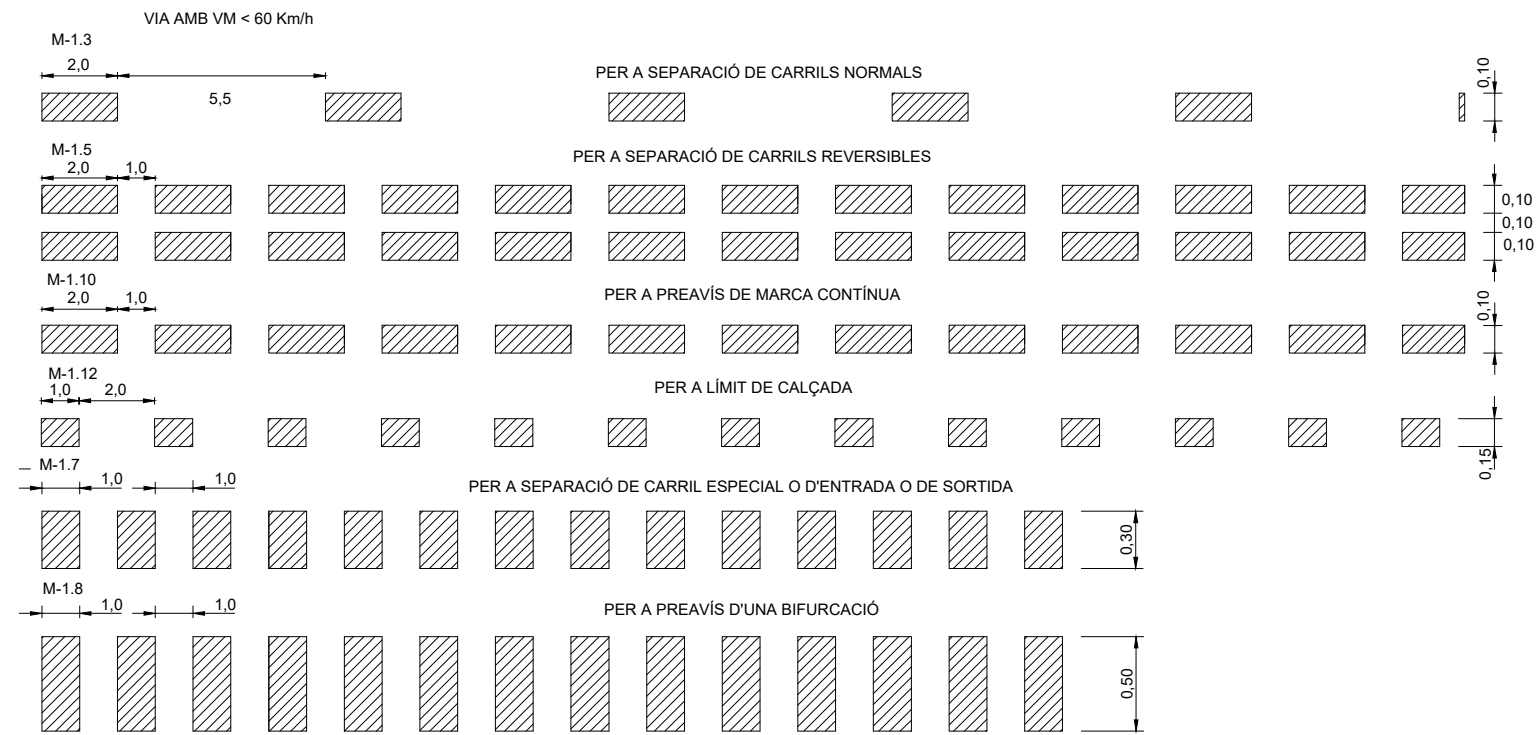 VIA AMB VM < 60 Km/h
M-1.3
2,0
5,5
PER A SEPARACIÓ DE CARRILS NORMALS
0,10
M-1.5
2,0
1,0
PER A SEPARACIÓ DE CARRILS REVERSIBLES
0,10
0,10
0,10
M-1.10
2,0
1,0
PER A PREAVÍS DE MARCA CONTÍNUA
0,10
M-1.12
1,0
2,0
PER A LÍMIT DE CALÇADA
0,15
M-1.7
1,0
1,0
PER A SEPARACIÓ DE CARRIL ESPECIAL O D'ENTRADA O DE SORTIDA
0,30
M-1.8
1,0
1,0
PER A PREAVÍS D'UNA BIFURCACIÓ
0,50